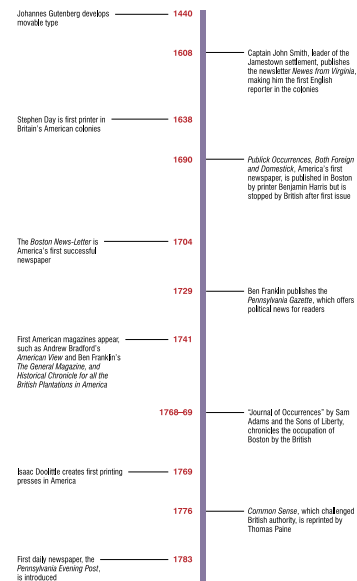 Johannes Gutenberg develops
movable type
1440
1608
Captain John Smith, leader of the
Jamestown settlement, publishes
the newsletter Newes from Virginia,
making him the first English
reporter in the colonies
Stephen Day is first printer in
Britain's American colonies
1638
1690
Publick Occurrences, Both Foreign
and Domestick, America's first
newspaper, is published in Boston
by printer Benjamin Harris but is
stopped by British after first issue
The Boston News-Letter is
America's first successful
newspaper
1704
1729
Ben Franklin publishes the
Pennsylvania Gazette, which offers
political news for readers
First American magazines appear,
such as Andrew Bradford's
American View and Ben Franklin's
The General Magazine, and
Historical Chronicle for all the
British Plantations in America
1741
1768–69
"Journal of Occurrences" by Sam
Adams and the Sons of Liberty,
chronicles the occupation of
Boston by the British
Isaac Doolittle creates first printing
presses in America
1769
1776
Common Sense, which challenged
British authority, is reprinted by
Thomas Paine
First daily newspaper, the
Pennsylvania Evening Post,
is introduced
1783